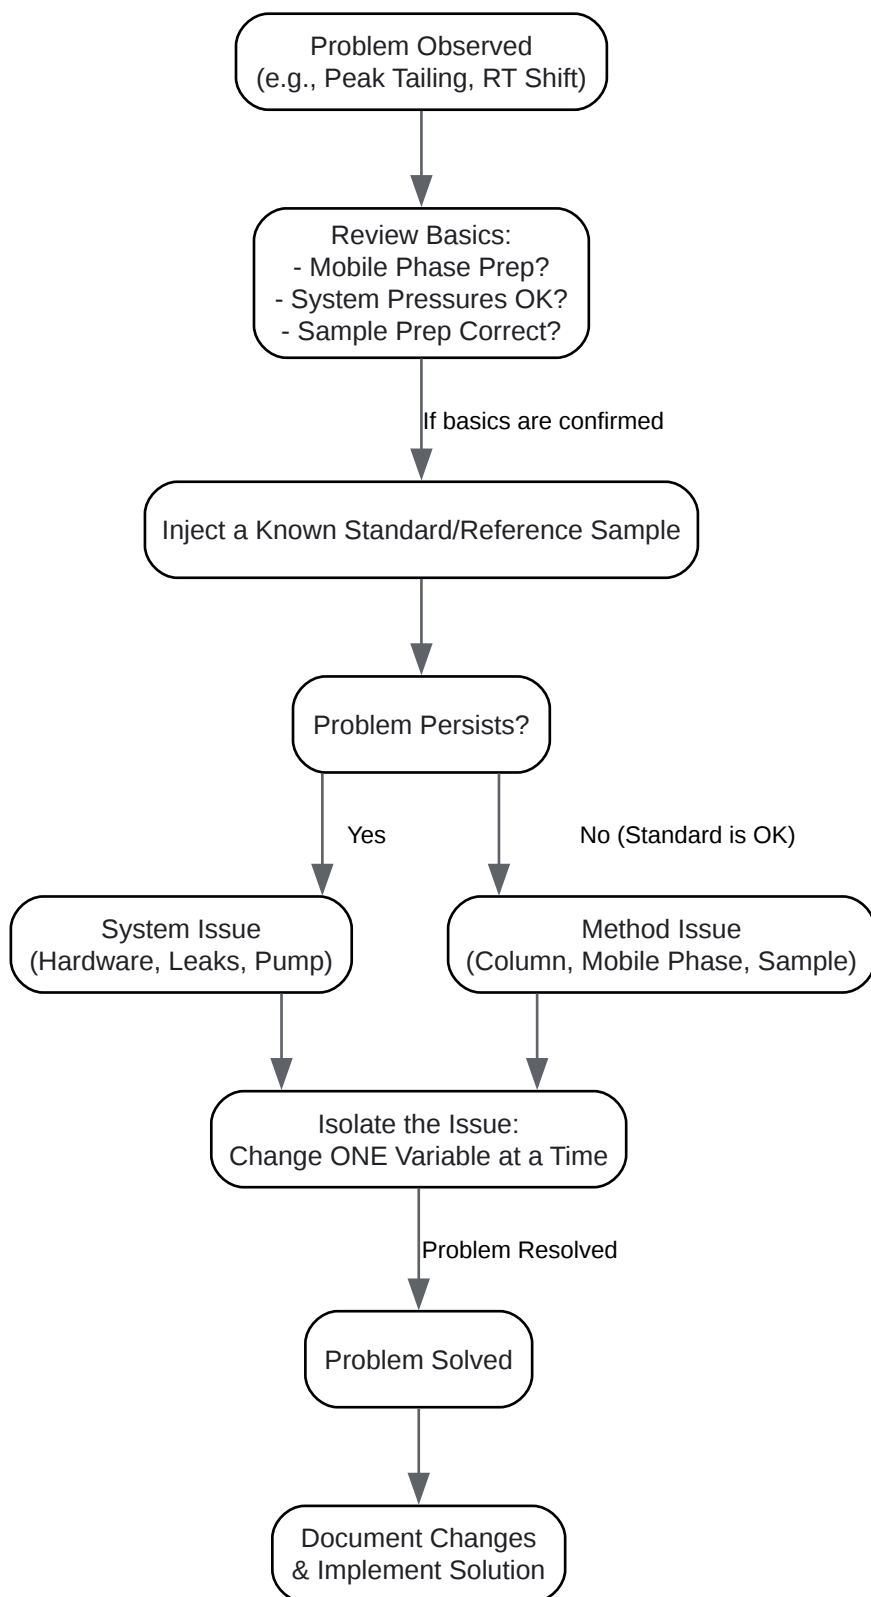 Problem Observed
(e.g., Peak Tailing, RT Shift)
Review Basics:
- Mobile Phase Prep?
- System Pressures OK?
- Sample Prep Correct?
If basics are confirmed
Inject a Known Standard/Reference Sample
Problem Persists?
Yes
No (Standard is OK)
System Issue
(Hardware, Leaks, Pump)
Method Issue
(Column, Mobile Phase, Sample)
Isolate the Issue:
Change ONE Variable at a Time
Problem Resolved
Problem Solved
Document Changes
& Implement Solution